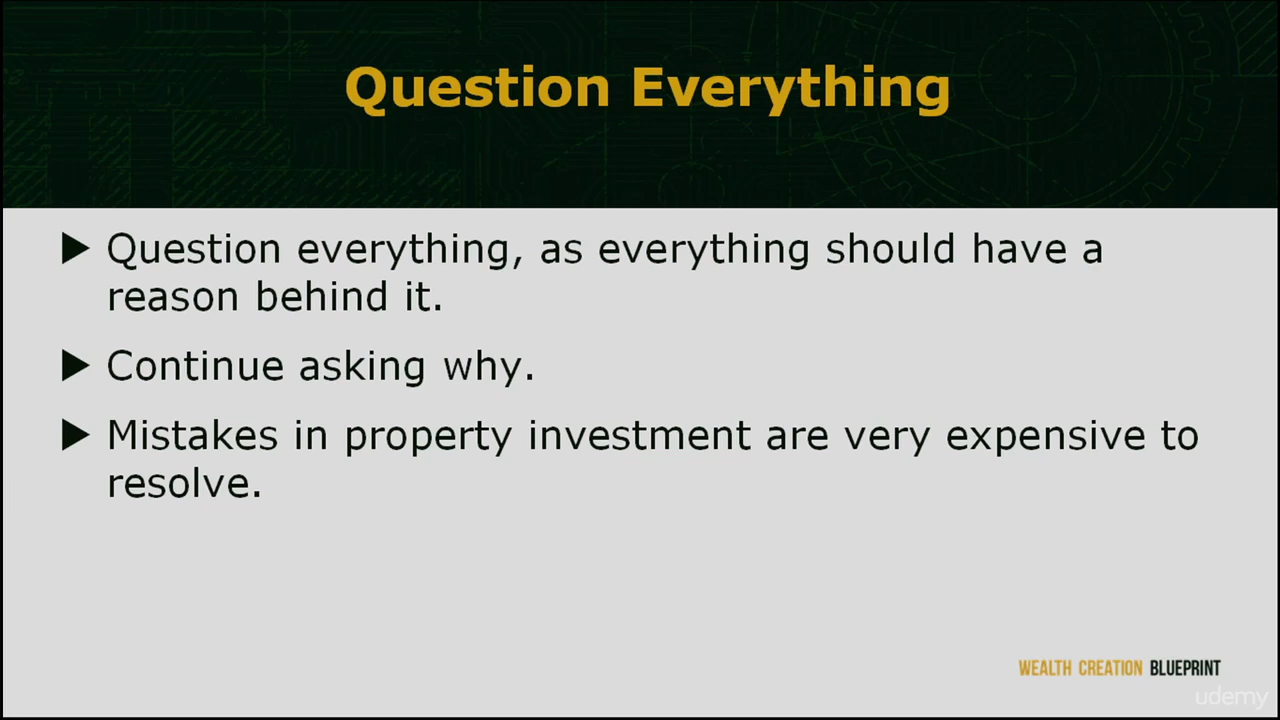 Question Everything
▶ Question everything, as everything should have a
reason behind it.
▶ Continue asking why.
▶ Mistakes in property investment are very expensive to
resolve.
WEALTH CREATION BLUEPRINT
udemy